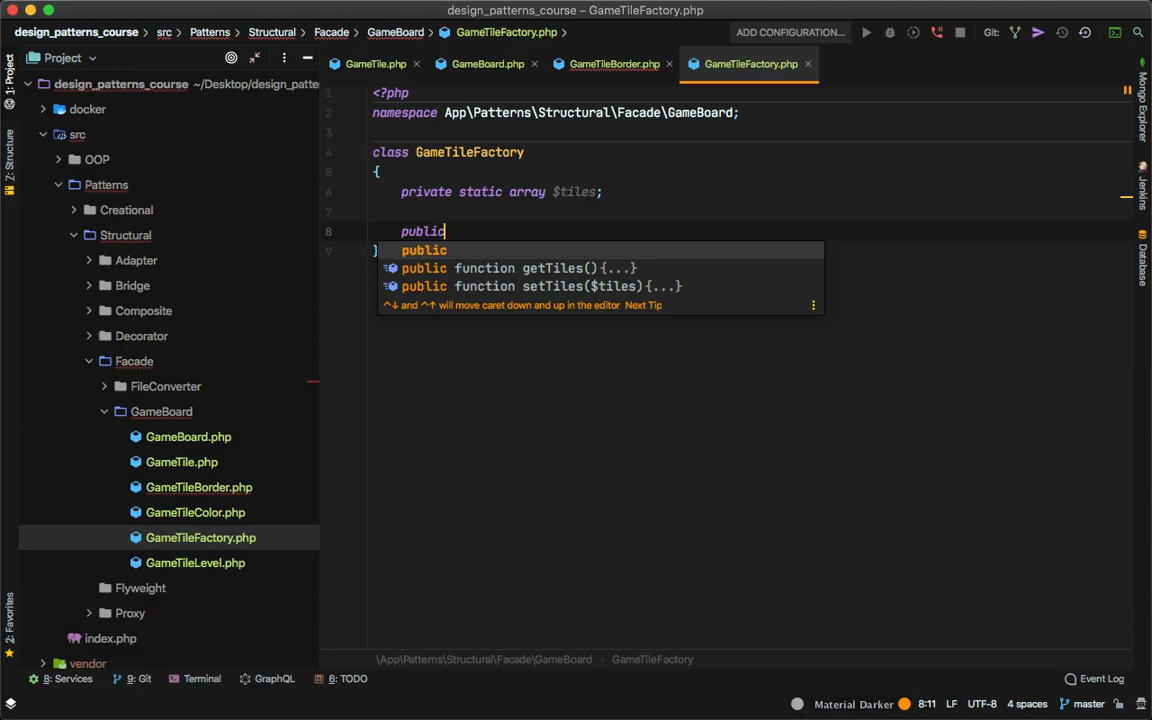 design_patterns_course – GameTileFactory.php
design_patterns_course › src › Patterns › Structural › Facade › GameBoard › GameTileFactory.php ›
ADD CONFIGURATION...
Git:
Project
GameTile.php
GameBoard.php
GameTileBorder.php
GameTileFactory.php
1: Project
Z: Structure
2: Favorites
design_patterns_course ~/Desktop/design_patte
docker
src
OOP
Patterns
Creational
Structural
Adapter
Bridge
Composite
Decorator
Facade
FileConverter
GameBoard
GameBoard.php
GameTile.php
GameTileBorder.php
GameTileColor.php
GameTileFactory.php
GameTileLevel.php
Flyweight
Proxy
index.php
vendor
1 <?php
2 namespace App\Patterns\Structural\Facade\GameBoard;
3
4 class GameTileFactory
5 {
6 private static array $tiles;
7
8 public
9 }
public
public function getTiles(){...}
public function setTiles($tiles){...}
^↓ and ^↑ will move caret down and up in the editor Next Tip
Mongo Explorer
Jenkins
Database
\App\Patterns\Structural\Facade\GameBoard › GameTileFactory
8: Services
9: Git
Terminal
GraphQL
6: TODO
Event Log
Material Darker
8:11 LF UTF-8 4 spaces master